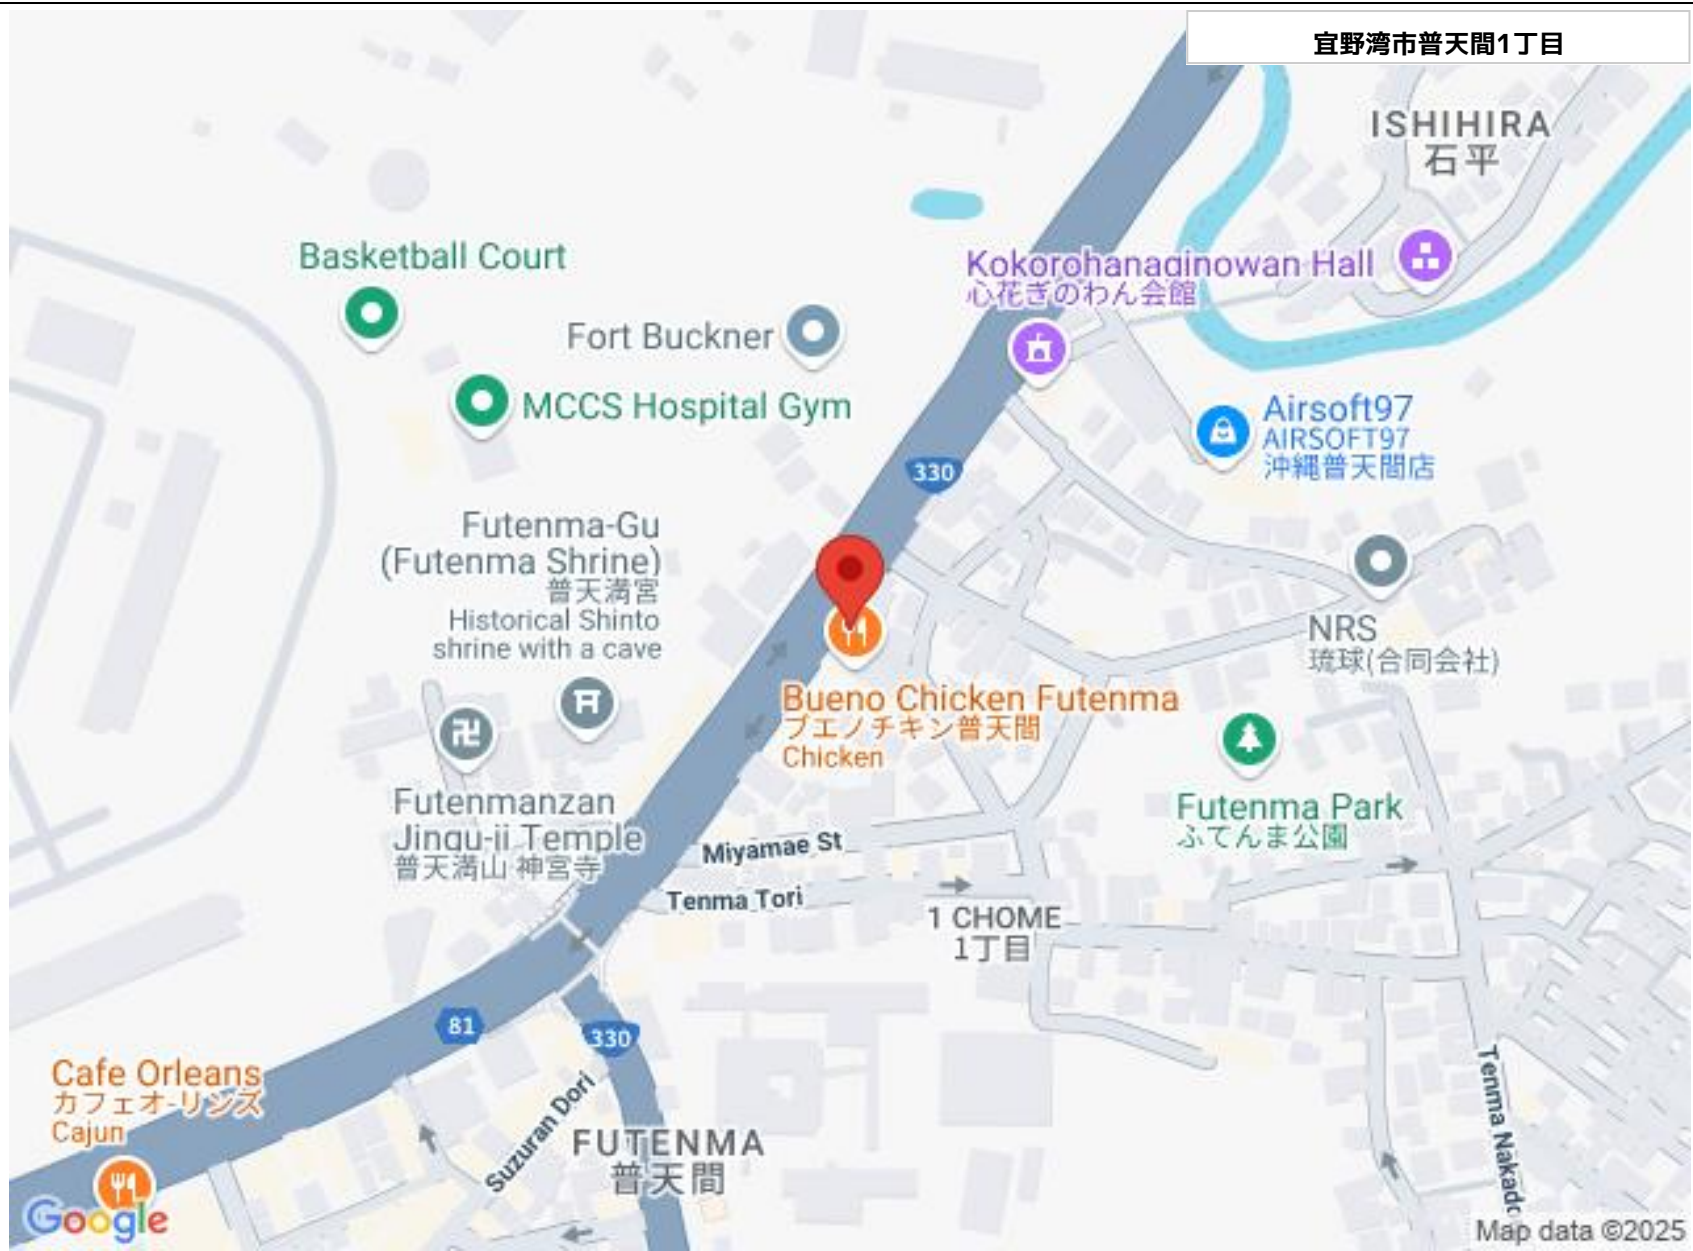 宜野湾市普天間1丁目
ISHIHIRA
石平
Basketball Court
Kokorohanaginowan Hall
心花ぎのわん会館
Fort Buckner
MCCS Hospital Gym
Airsoft97
AIRSOFT97
沖縄普天間店
330
Futenma-Gu
(Futenma Shrine)
普天満宮
Historical Shinto
shrine with a cave
NRS
琉球(合同会社)
Bueno Chicken Futenma
ブエノチキン普天間
Chicken
Futenmanzan
Jingu-ji Temple
普天満山 神宮寺
Futenma Park
ふてんま公園
Miyamae St
Tenma Tori
1 CHOME
1丁目
81
330
Cafe Orleans
カフェオーリンズ
Cajun
Suzuran Dori
FUTENMA
普天間
Tenma Nakado
Google
Map data ©2025